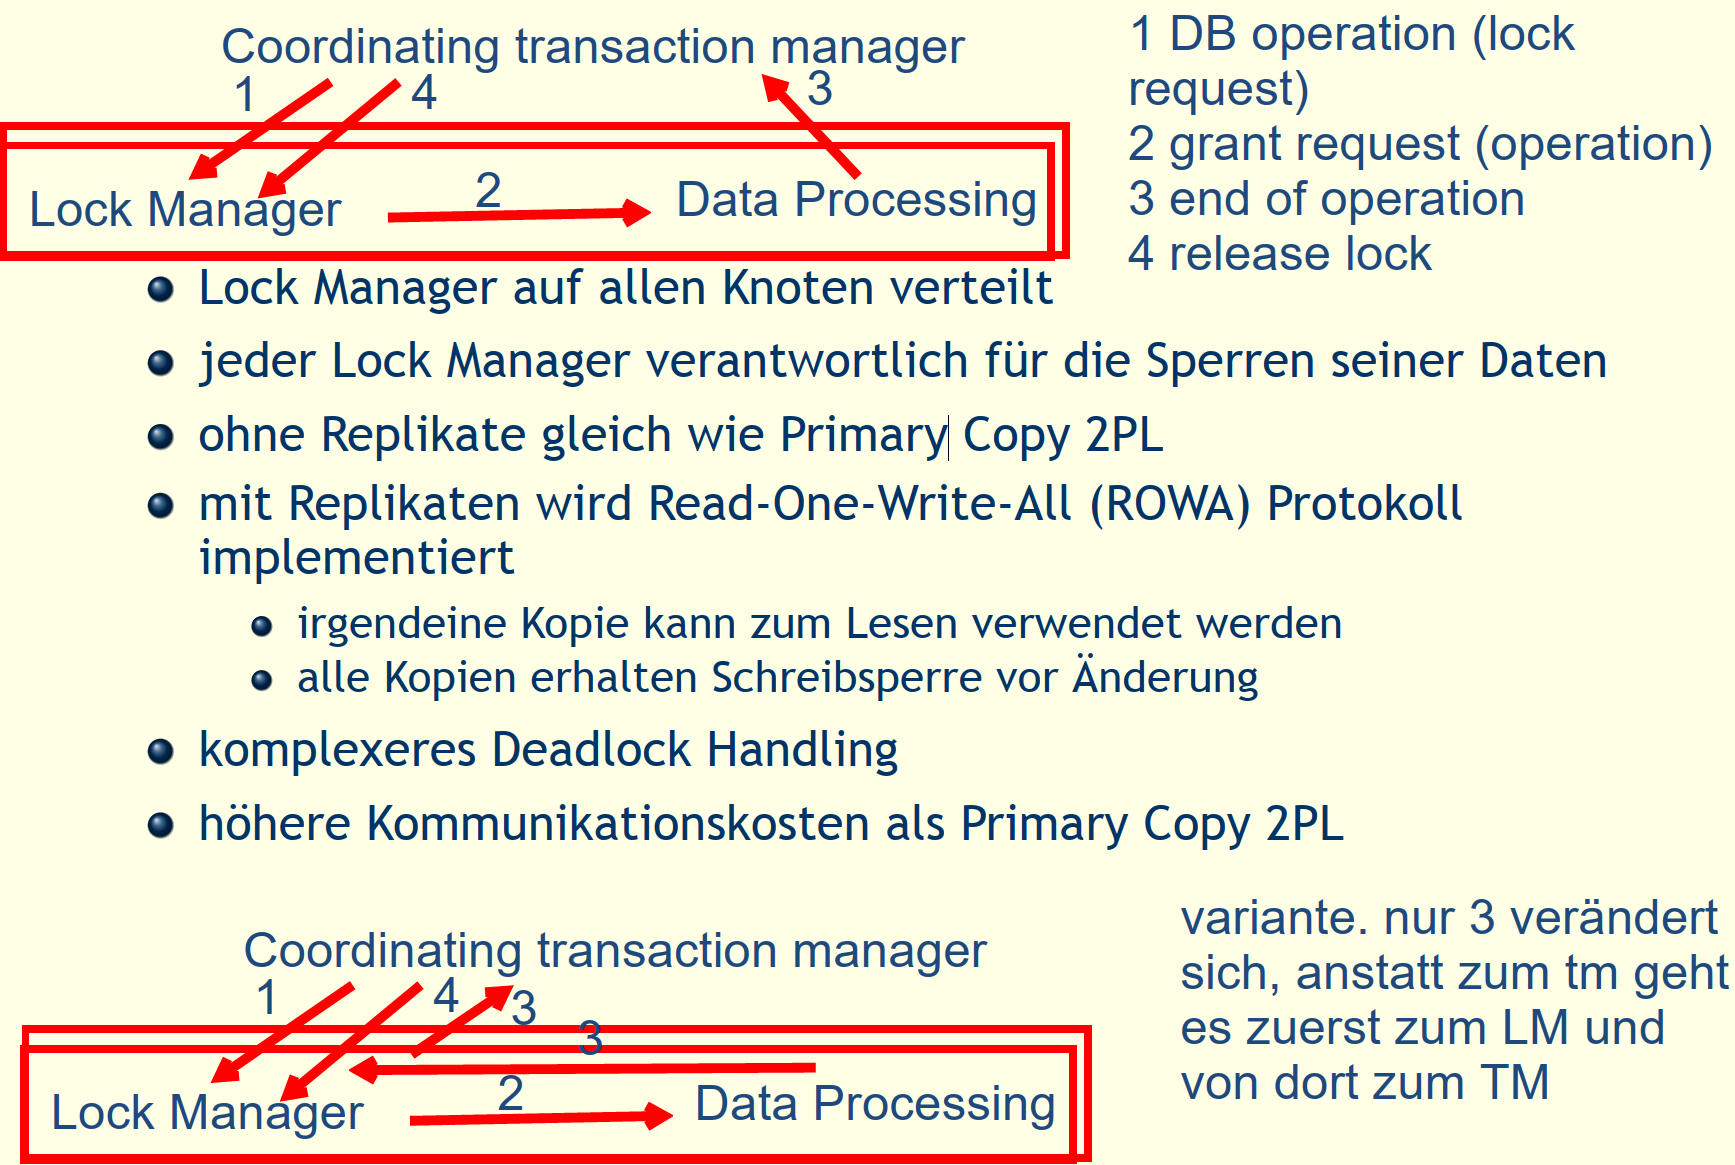 Coordinating transaction manager
1
4
3
Lock Manager
2
Data Processing
1 DB operation (lock
request)
2 grant request (operation)
3 end of operation
4 release lock
Lock Manager auf allen Knoten verteilt
jeder Lock Manager verantwortlich für die Sperren seiner Daten
ohne Replikate gleich wie Primary Copy 2PL
mit Replikaten wird Read-One-Write-All (ROWA) Protokoll
implementiert
irgendeine Kopie kann zum Lesen verwendet werden
alle Kopien erhalten Schreibsperre vor Änderung
komplexeres Deadlock Handling
höhere Kommunikationskosten als Primary Copy 2PL
Coordinating transaction manager
1
4
3
3
Lock Manager
2
Data Processing
variante. nur 3 verändert
sich, anstatt zum tm geht
es zuerst zum LM und
von dort zum TM